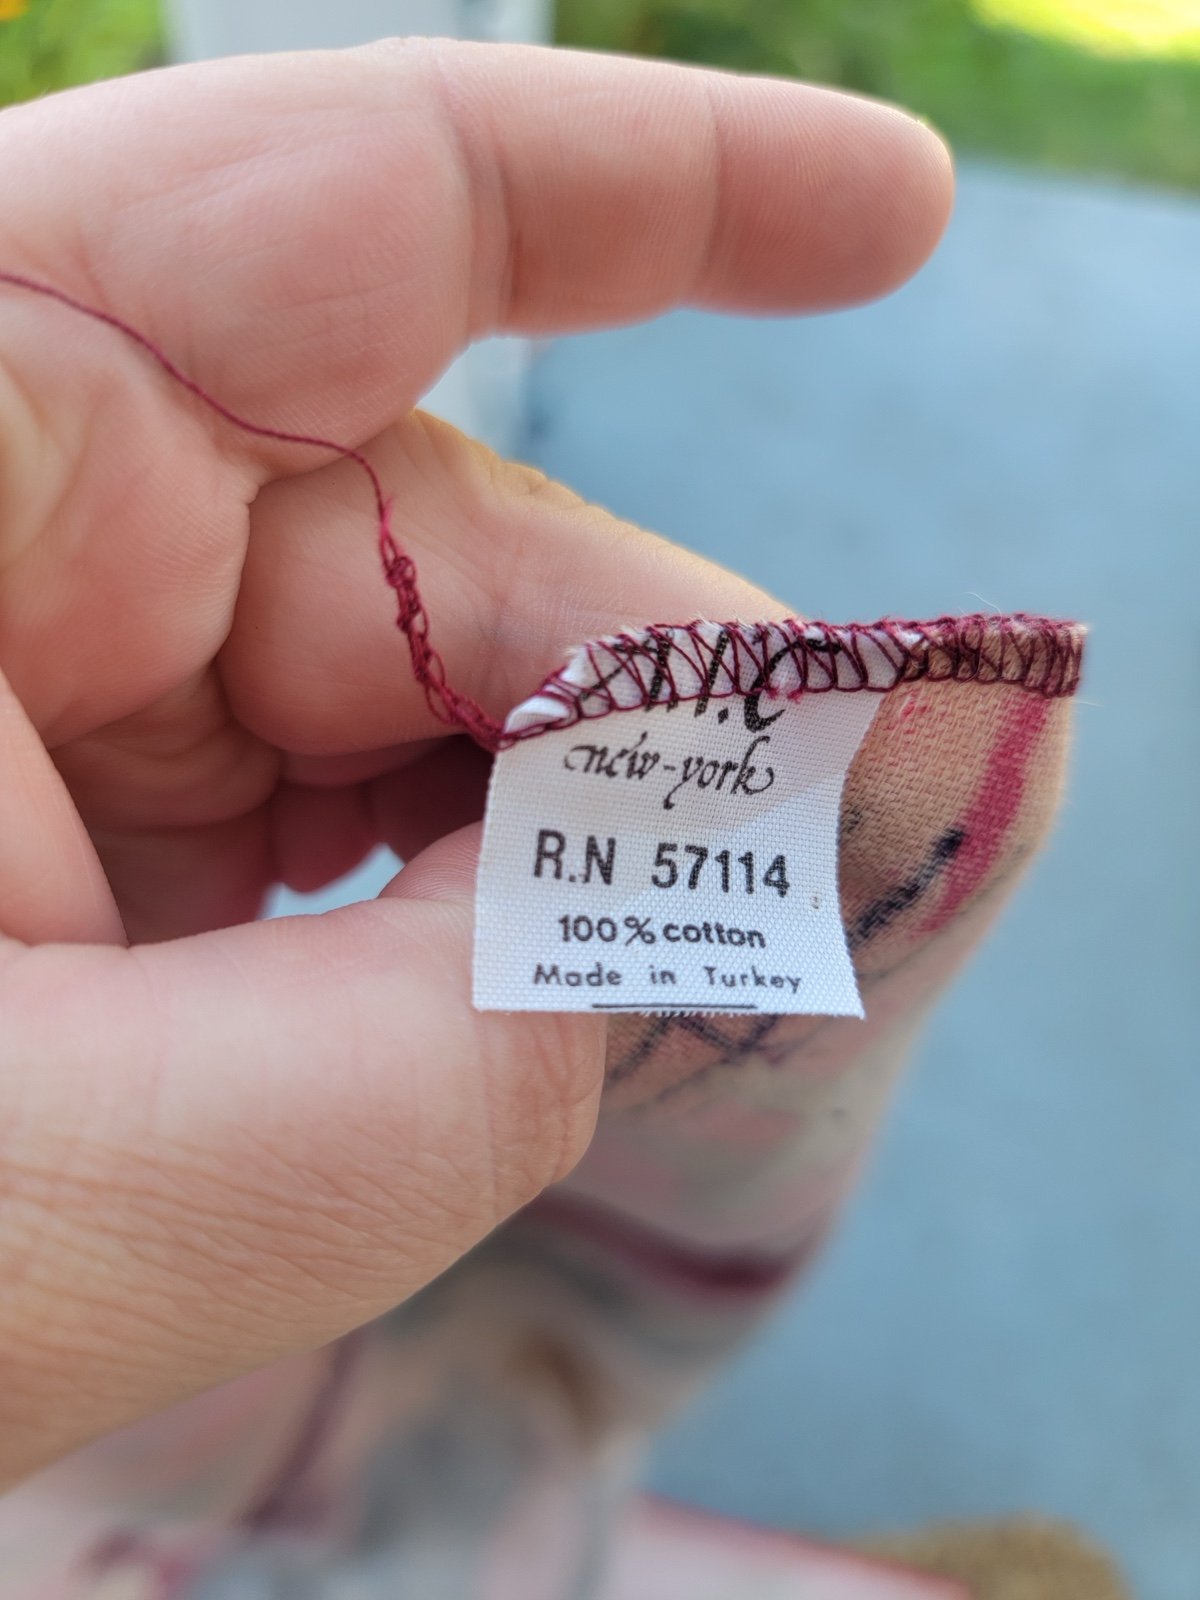 new-york
R.N 57114
100% cotton
Made in Turkey